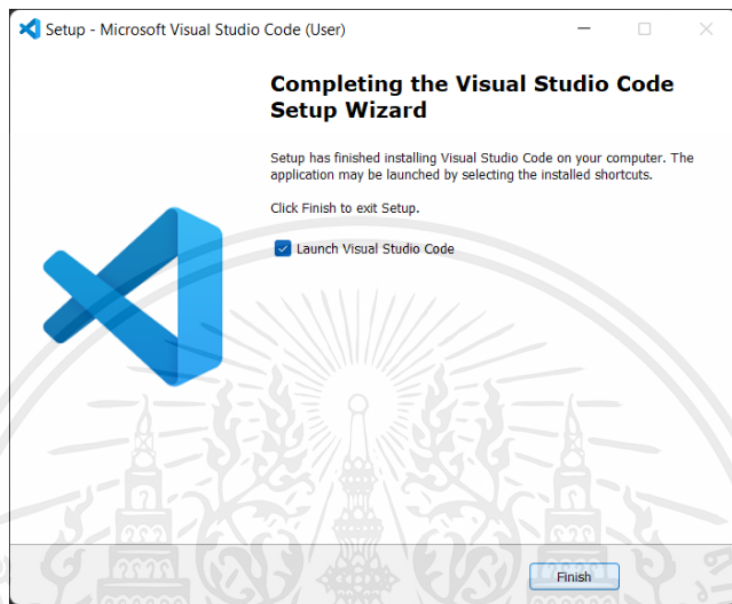 Setup - Microsoft Visual Studio Code (User)
Completing the Visual Studio Code
Setup Wizard
Setup has finished installing Visual Studio Code on your computer. The
application may be launched by selecting the installed shortcuts.
Click Finish to exit Setup.
Launch Visual Studio Code
Finish